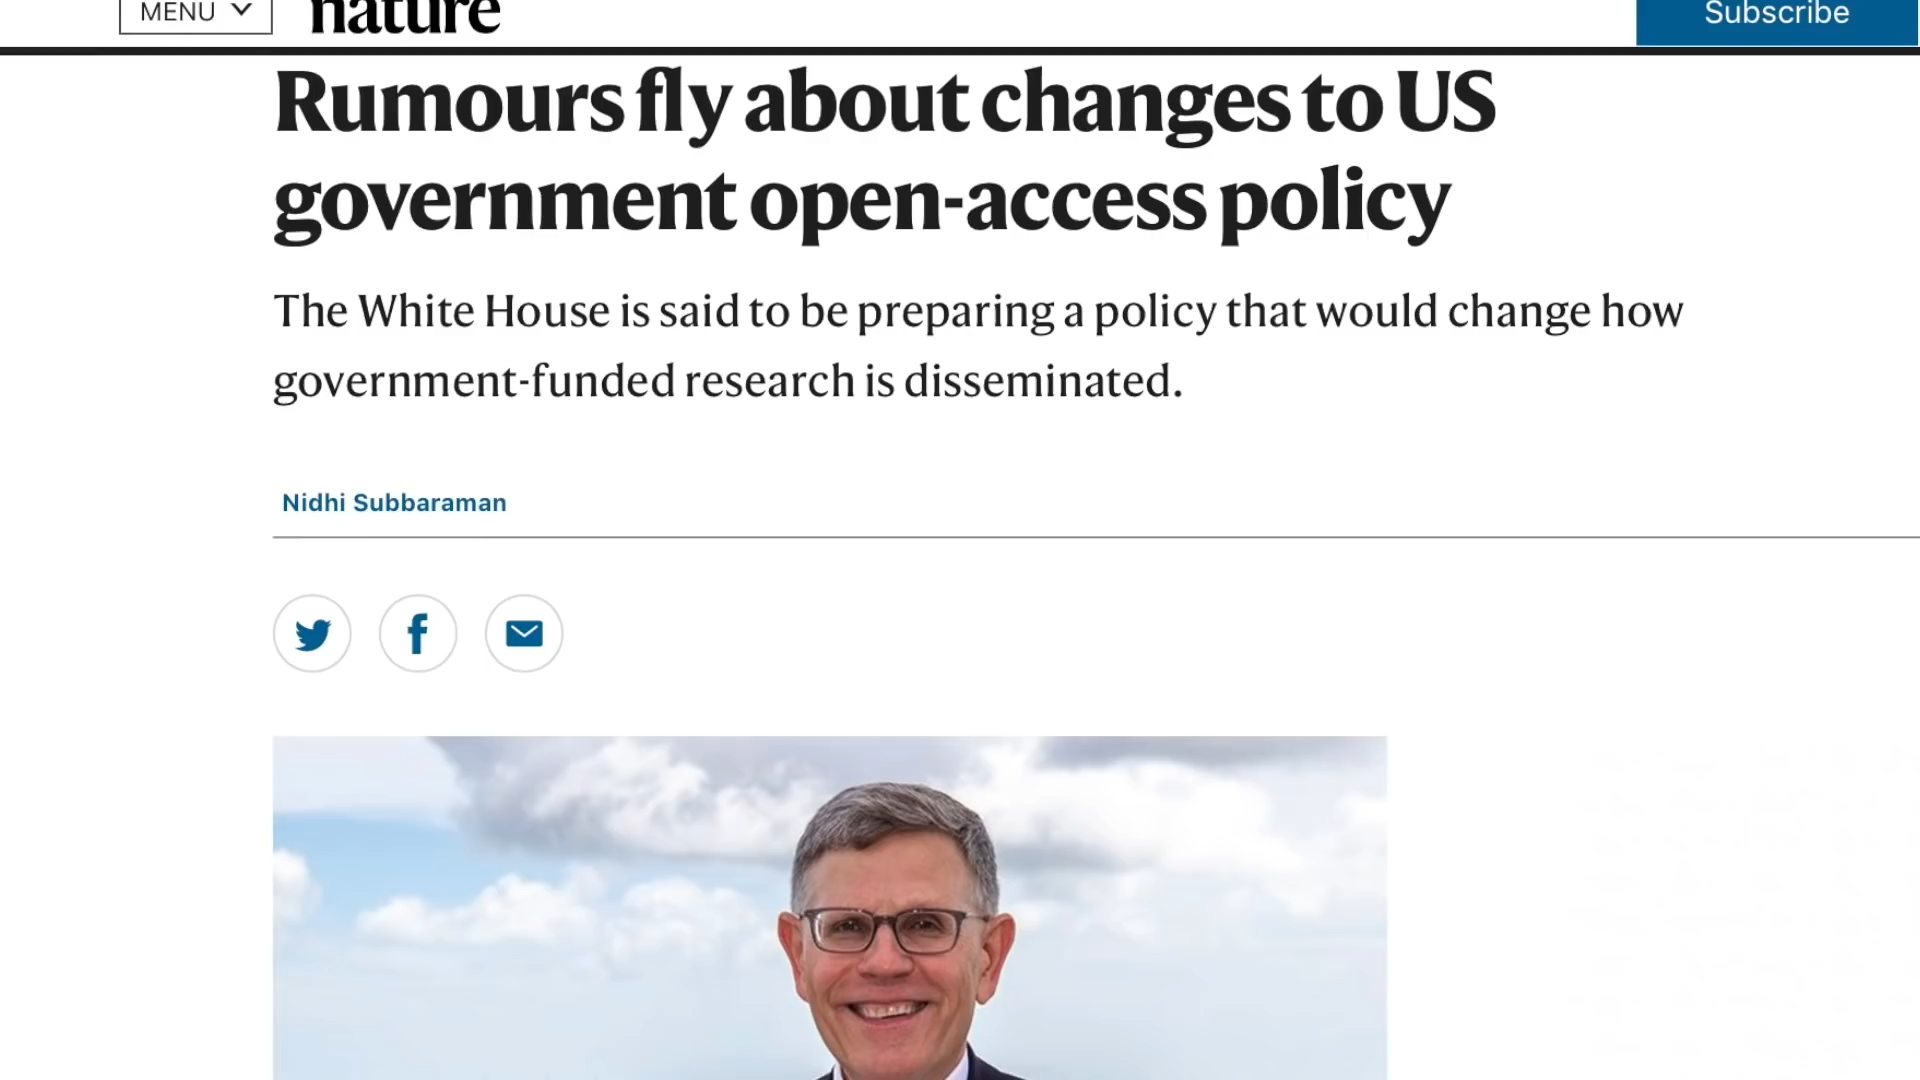 MENU
nature
Subscribe
Rumours fly about changes to US
government open-access policy
The White House is said to be preparing a policy that would change how
government-funded research is disseminated.
Nidhi Subbaraman